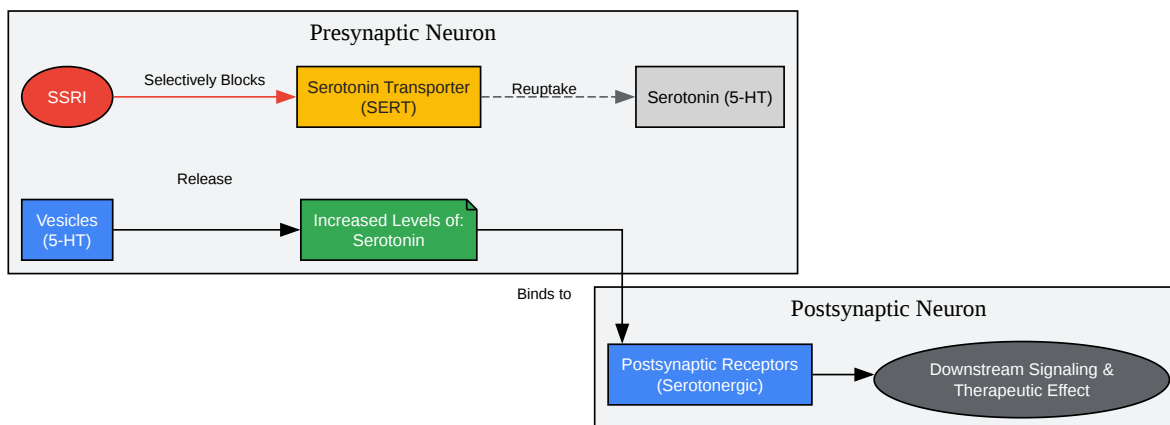 Presynaptic Neuron
SSRI
Selectively Blocks
Serotonin Transporter
(SERT)
Reuptake
Serotonin (5-HT)
Vesicles
(5-HT)
Release
Increased Levels of:
Serotonin
Binds to
Postsynaptic Neuron
Postsynaptic Receptors
(Serotonergic)
Downstream Signaling &
Therapeutic Effect